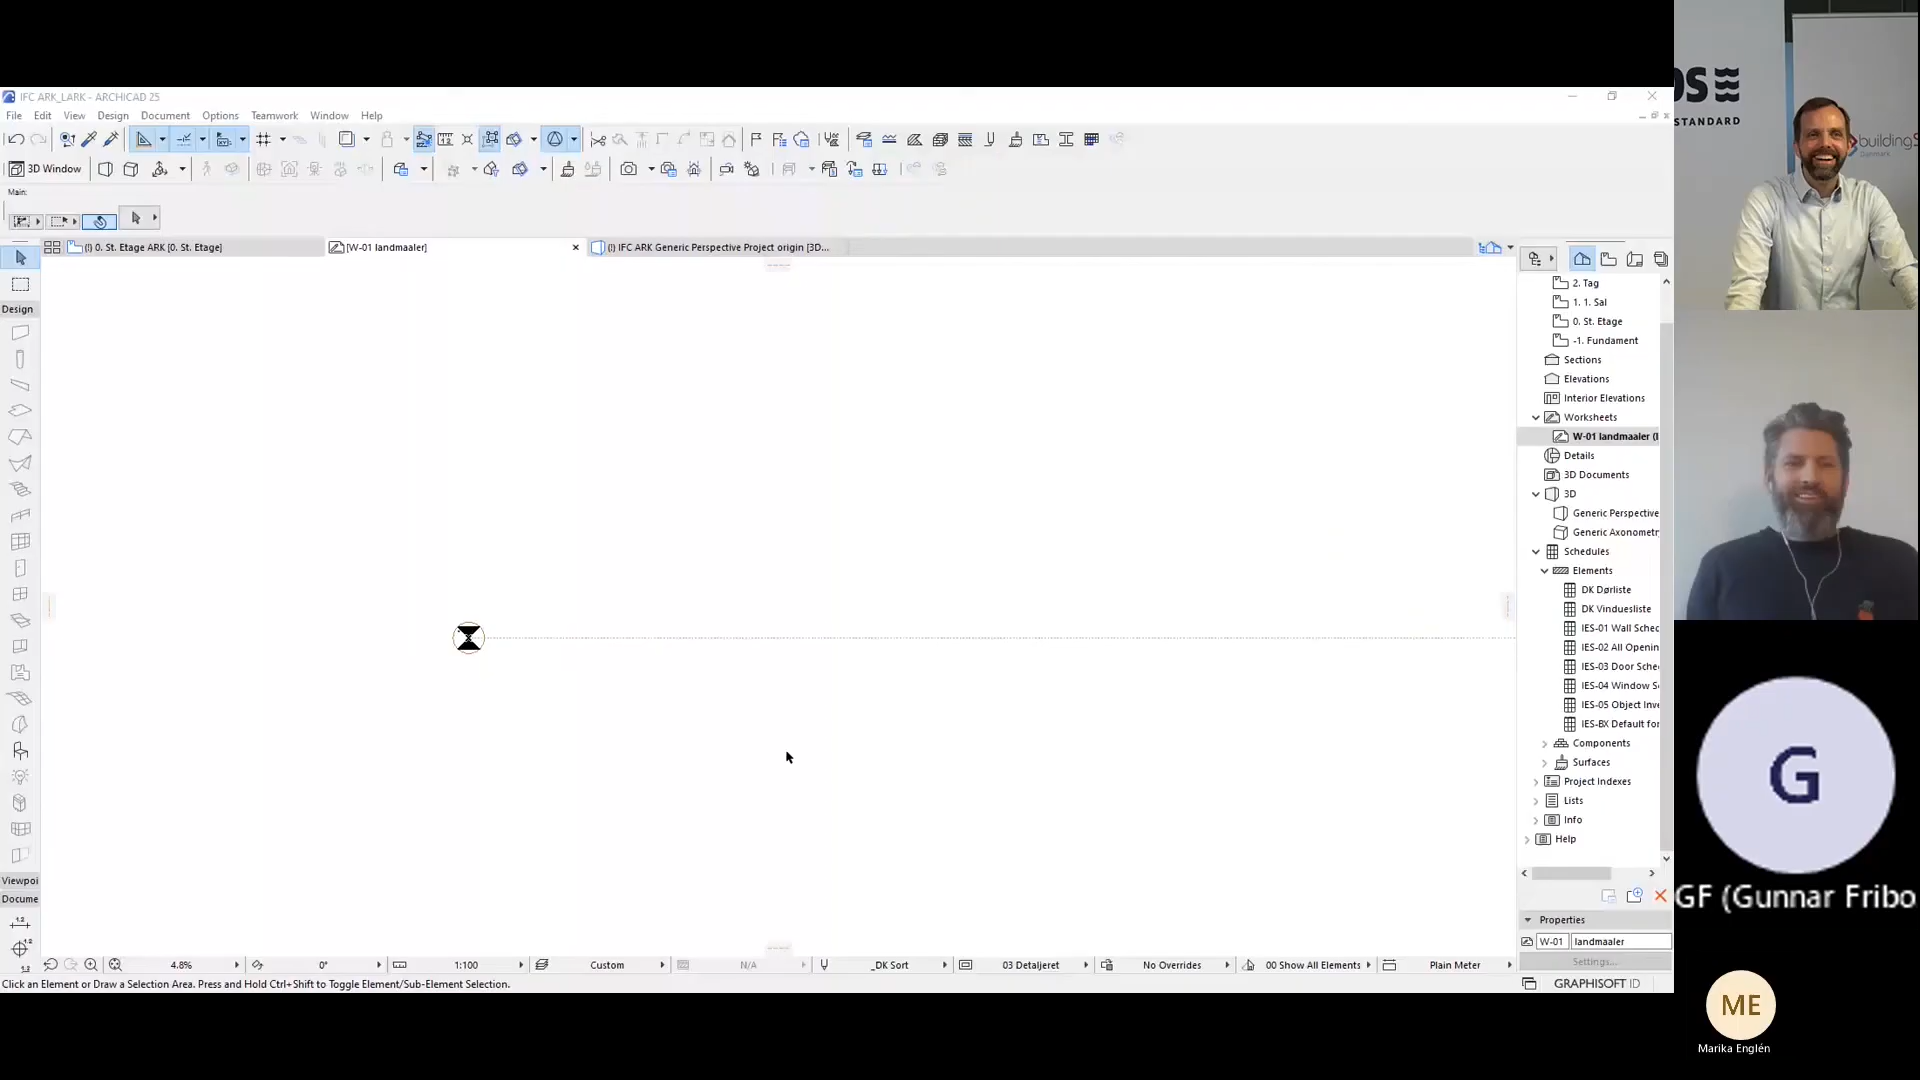 IFC ARK_LARK - ARCHICAD 25
File Edit View Design Document Options Teamwork Window Help
3D Window
Main:
(!) 0. St. Etage ARK [0. St. Etage]
[W-01 landmaaler]
(!) IFC ARK Generic Perspective Project origin [3D...
Design
Viewpoi
Docume
2. Tag
1. 1. Sal
0. St. Etage
-1. Fundament
Sections
Elevations
Interior Elevations
Worksheets
W-01 landmaaler (I
Details
3D Documents
3D
Generic Perspective
Generic Axonometr
Schedules
Elements
DK Dørliste
DK Vinduesliste
IES-01 Wall Sched
IES-02 All Openin
IES-03 Door Sche
IES-04 Window S
IES-05 Object Inve
IES-BX Default for
Components
Surfaces
Project Indexes
Lists
Info
Help
Properties
W-01 landmaaler
Settings...
4.8% 0° 1:100 Custom N/A _DK Sort 03 Detaljeret No Overrides 00 Show All Elements Plain Meter
Click an Element or Draw a Selection Area. Press and Hold Ctrl+Shift to Toggle Element/Sub-Element Selection.
GRAPHISOFT ID
DS
STANDARD
buildingS
Danmark
G
GF (Gunnar Fribo
ME
Marika Englén